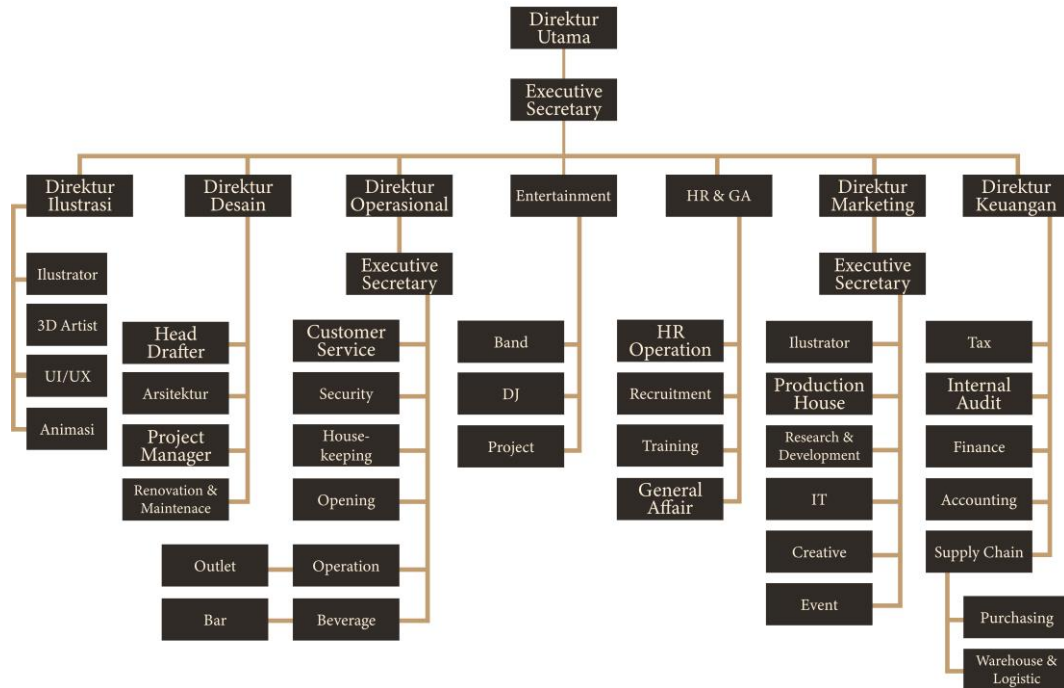 Direktur
Utama
Executive
Secretary
Direktur
Ilustrasi
Direktur
Desain
Direktur
Operasional
Entertainment
HR & GA
Direktur
Marketing
Direktur
Keuangan
Ilustrator
3D Artist
UI/UX
Animasi
Head
Drafter
Arsitektur
Project
Manager
Renovation &
Maintenace
Executive
Secretary
Customer
Service
Security
House-
keeping
Opening
Operation
Outlet
Beverage
Bar
Band
DJ
Project
HR
Operation
Recruitment
Training
General
Affair
Executive
Secretary
Ilustrator
Production
House
Research &
Development
IT
Creative
Event
Tax
Internal
Audit
Finance
Accounting
Supply Chain
Purchasing
Warehouse &
Logistic